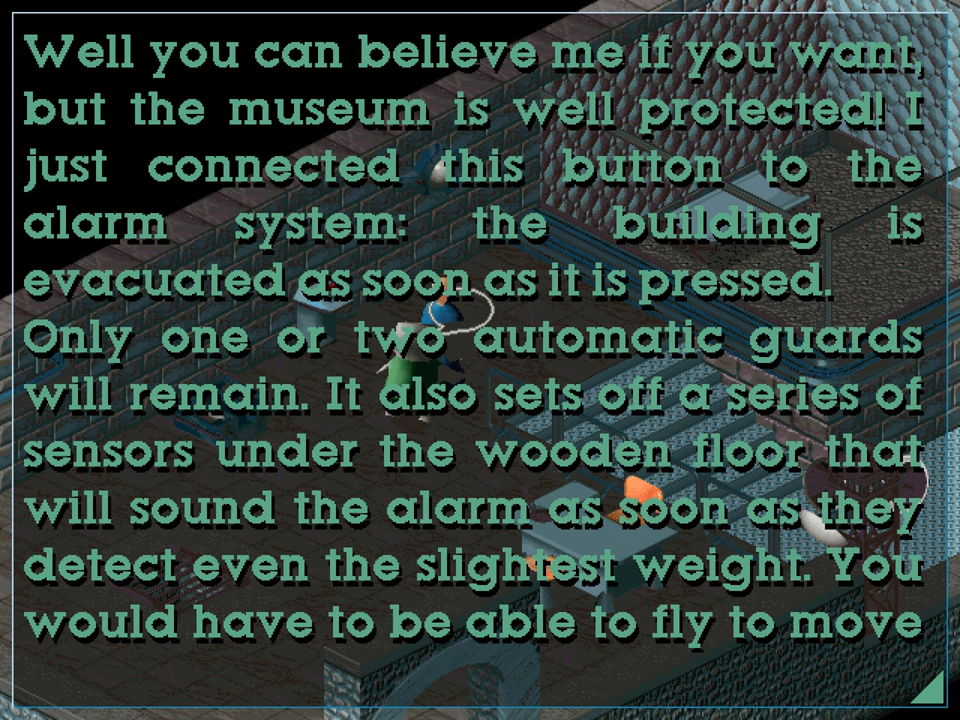 Well you can believe me if you want,
but the museum is well protected! I
just connected this button to the
alarm system: the building is
evacuated as soon as it is pressed.
Only one or two automatic guards
will remain. It also sets off a series of
sensors under the wooden floor that
will sound the alarm as soon as they
detect even the slightest weight. You
would have to be able to fly to move